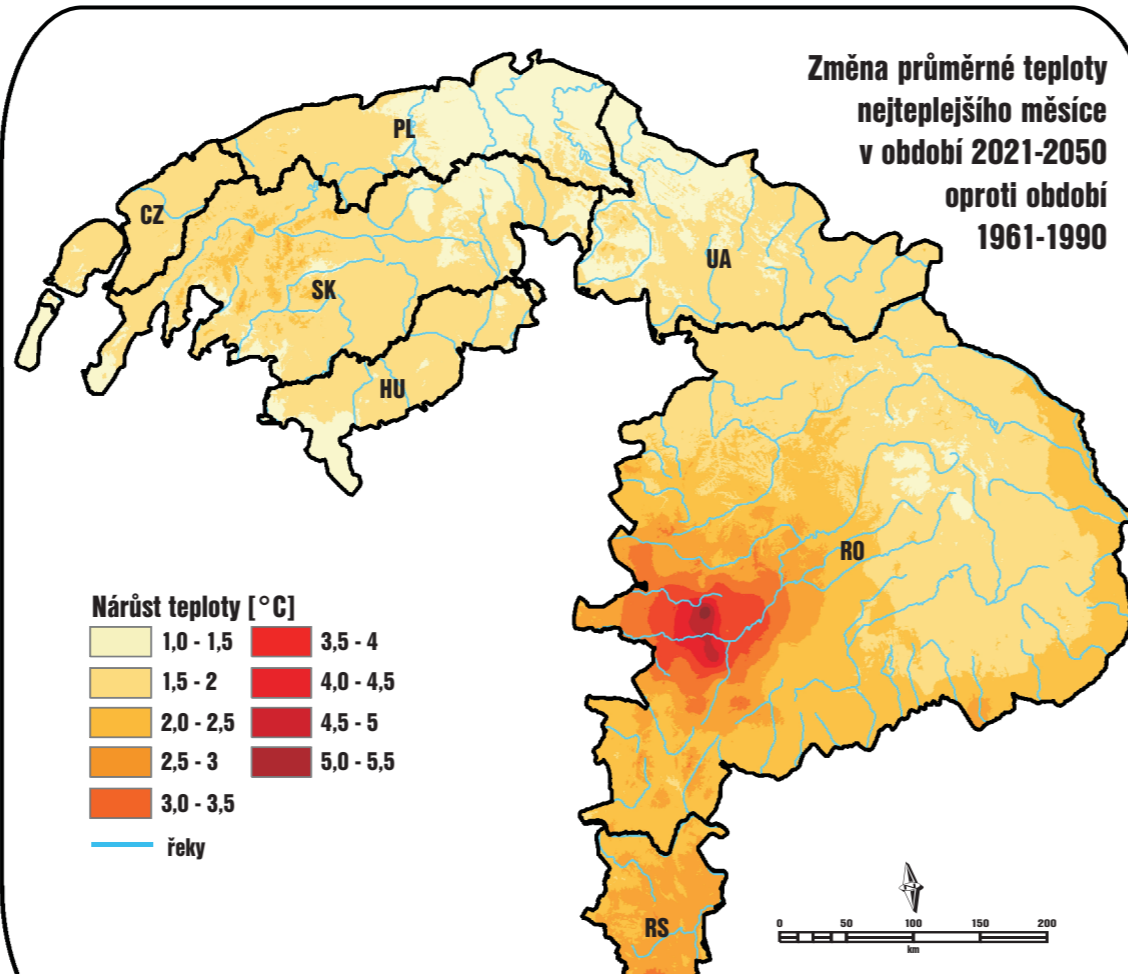 Změna průměrné teploty
nejteplejšího měsíce
v období 2021-2050
oproti období
1961-1990
PL
CZ
SK
UA
HU
RO
RS
Nárůst teploty [°C]
1,0 - 1,5
1,5 - 2
2,0 - 2,5
2,5 - 3
3,0 - 3,5
3,5 - 4
4,0 - 4,5
4,5 - 5
5,0 - 5,5
řeky
0 50 100 150 200
km